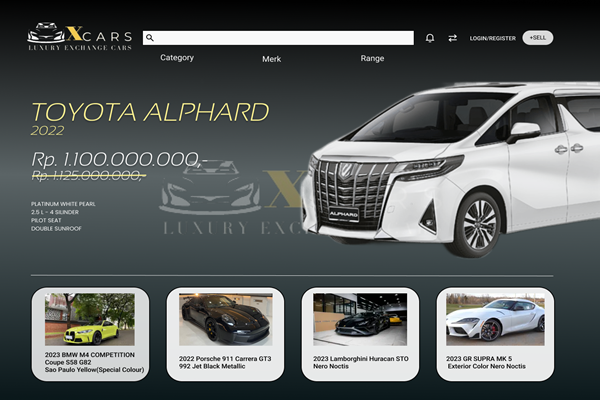 XCARS
LUXURY EXCHANGE CARS
LOGIN/REGISTER
+SELL
Category
Merk
Range
TOYOTA ALPHARD
2022
Rp. 1.100.000.000,-
Rp. 1.125.000.000,-
X
LUXURY EXCH CARS
PLATINUM WHITE PEARL
2.5 L - 4 SILINDER
PILOT SEAT
DOUBLE SUNROOF
ALPHARD
2023 BMW M4 COMPETITION
Coupe S58 G82
Sao Paulo Yellow(Special Colour)
2022 Porsche 911 Carrera GT3
992 Jet Black Metallic
2023 Lamborghini Huracan STO
Nero Noctis
2023 GR SUPRA MK 5
Exterior Color Nero Noctis